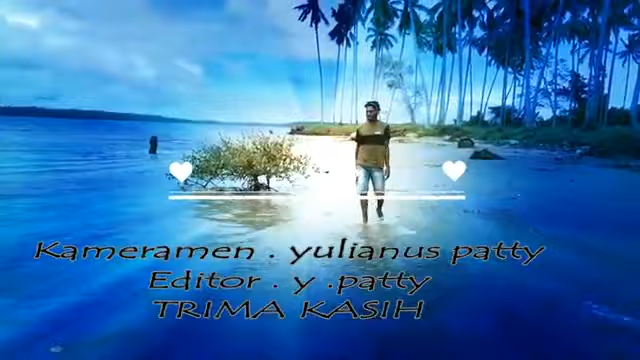 Kameramen . yulianus patty
Editor . y .patty
TRIMA KASIH